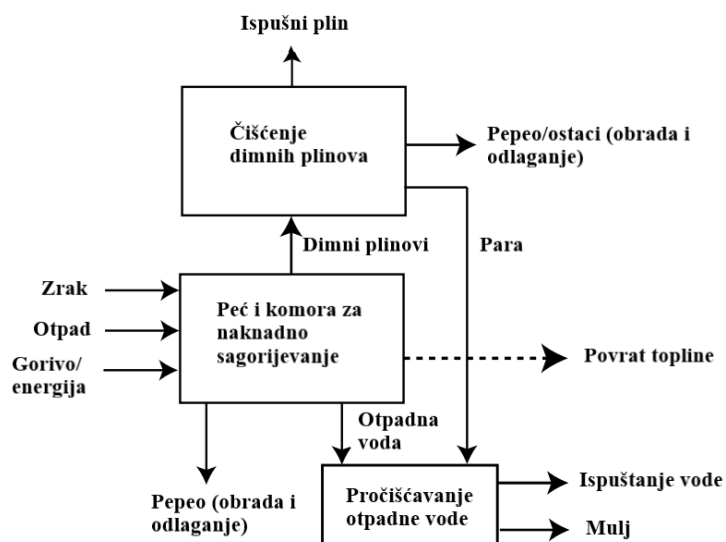 Ispušni plin
Čišćenje
dimnih plinova
Pepeo/ostaci (obrada i
odlaganje)
Dimni plinovi
Para
Zrak
Otpad
Gorivo/
energija
Peć i komora za
naknadno
sagorijevanje
Povrat topline
Otpadna
voda
Pepeo (obrada i
odlaganje)
Pročišćavanje
otpadne vode
Ispuštanje vode
Mulj